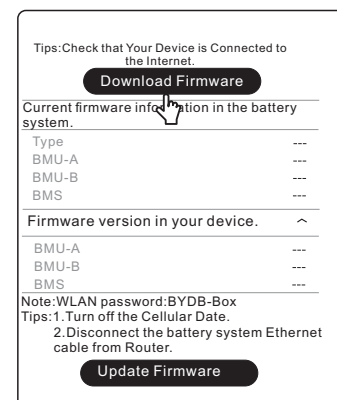 Tips:Check that Your Device is Connected to
the Internet.
Download Firmware
Current firmware information in the battery
system.
Type ---
BMU-A ---
BMU-B ---
BMS ---
Firmware version in your device.
BMU-A ---
BMU-B ---
BMS ---
Note:WLAN password:BYDB-Box
Tips:1.Turn off the Cellular Date.
2.Disconnect the battery system Ethernet
cable from Router.
Update Firmware